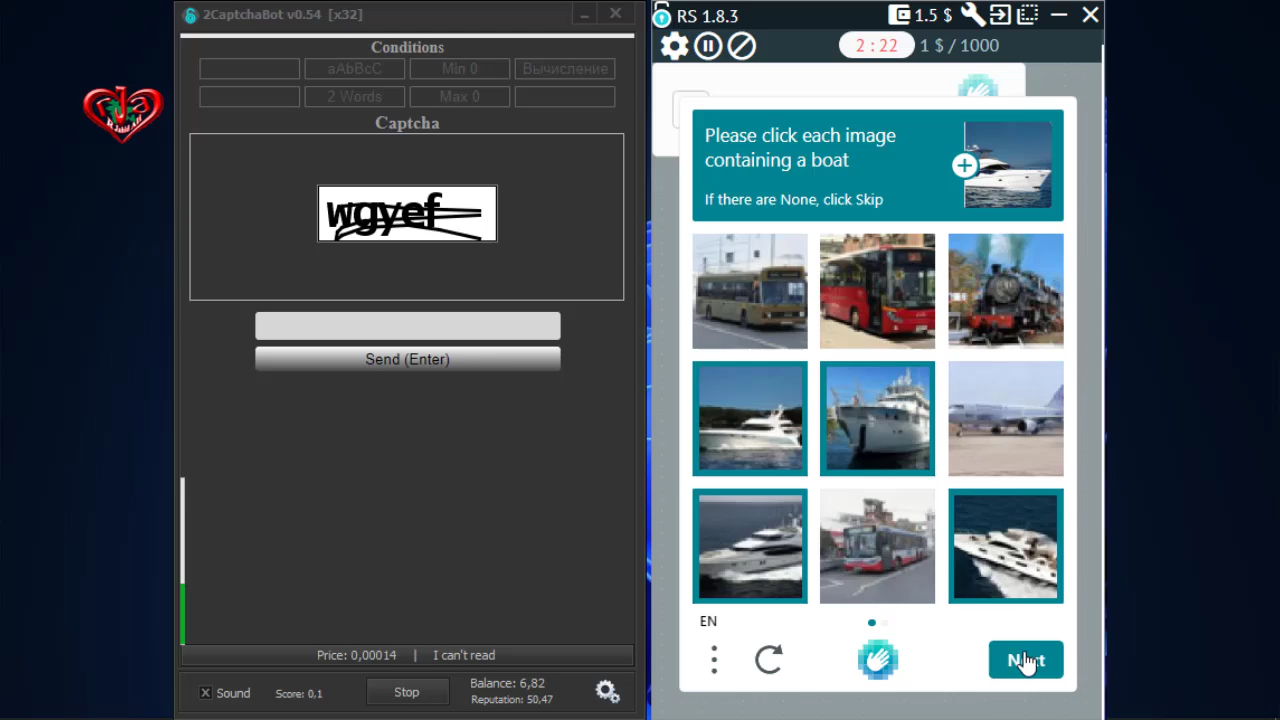 2CaptchaBot v0.54 [x32]
Conditions
aAbBcC
Min 0
Вычисление
2 Words
Max 0
Captcha
wgyef
Send (Enter)
Price: 0,00014 | I can't read
Sound
Score: 0,1
Stop
Balance: 6,82
Reputation: 50,47
RS 1.8.3
1.5 $
2 : 22
1 $ / 1000
Please click each image
containing a boat
If there are None, click Skip
EN
Next